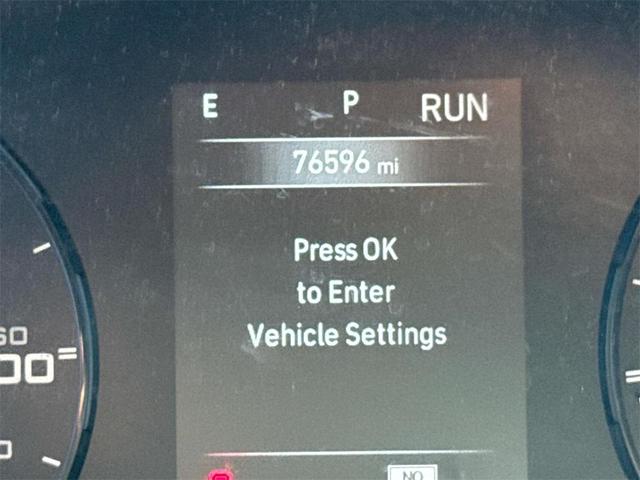 E P RUN
76596 mi
Press OK
to Enter
Vehicle Settings
NO